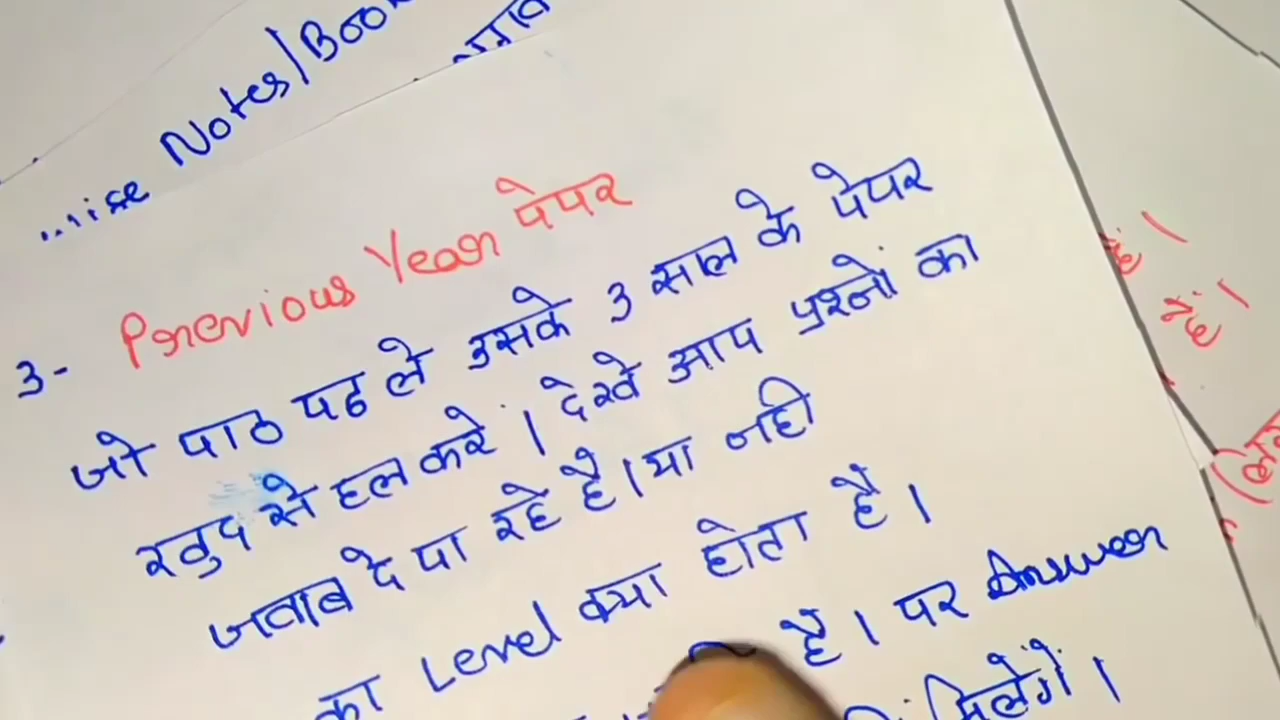 Notes/Boo
3- Previous Year पेपर
जो पाठ पढ ले उसके 3 साल के पेपर
खुद से हल करे । देखे आप प्रश्नों का
जवाब दे पा रहे है । या नही
का Level क्या होता है ।
है । पर Answer
मिलेगें ।
हैं ।
हैं ।